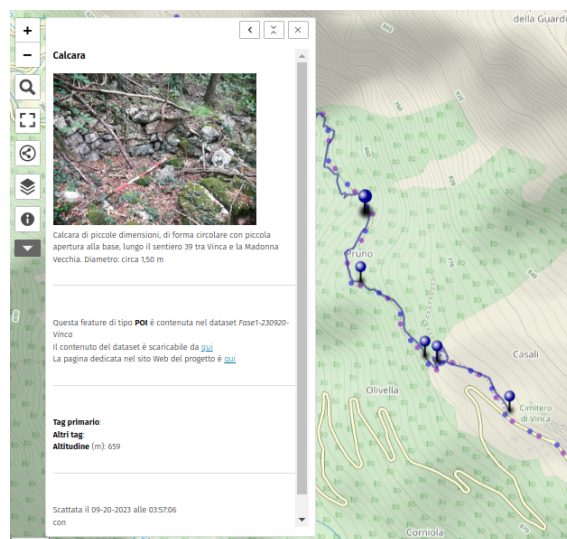 della Guardi
+
−
Calcara
Calcara di piccole dimensioni, di forma circolare con piccola
apertura alla base, lungo il sentiero 39 tra Vinca e la Madonna
Vecchia. Diametro: circa 1,50 m
Questa feature di tipo POI è contenuta nel dataset Fase1-230920-
Vinca
Il contenuto del dataset è scaricabile da qui
La pagina dedicata nel sito Web del progetto è qui
Tag primario:
Altri tag:
Altitudine (m): 659
Scattata il 09-20-2023 alle 03:57:06
con
Pruno
Casali
Olivella
Cimitero
di Vinca
Corniola